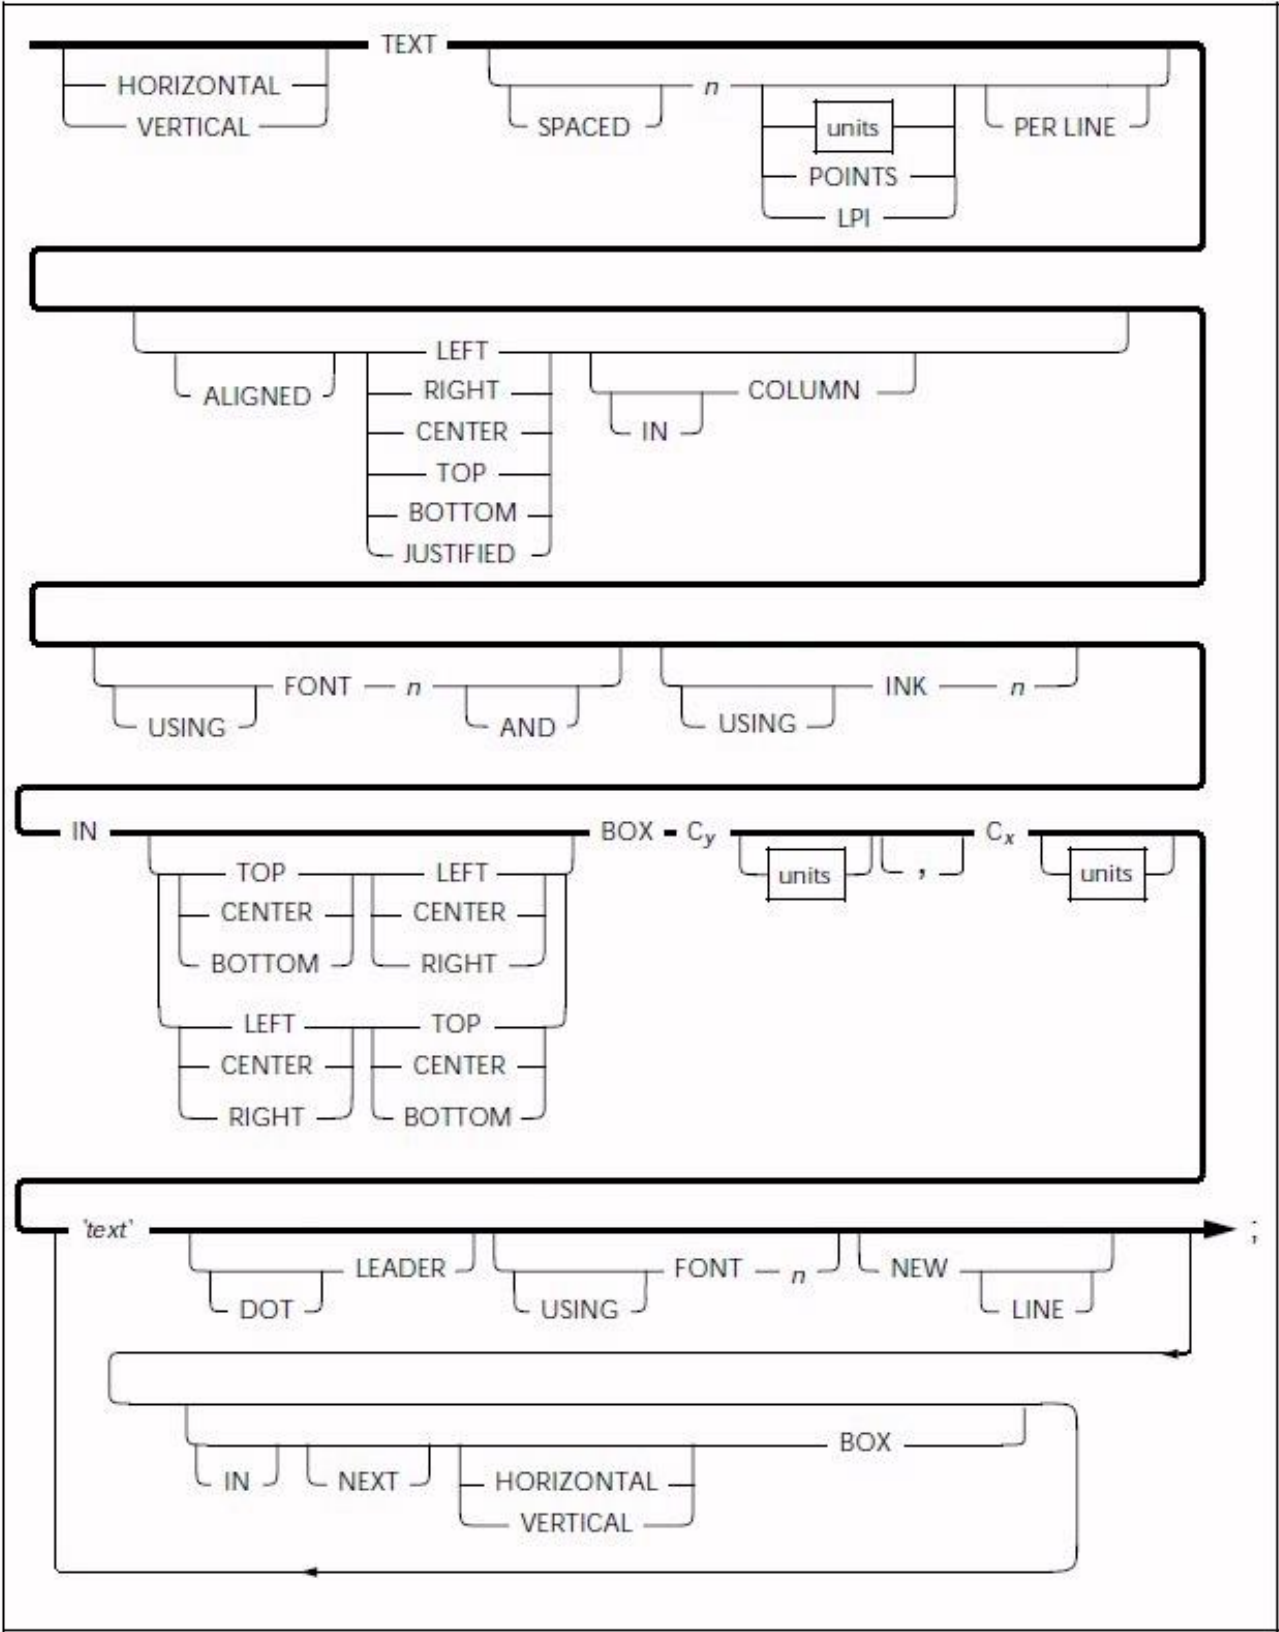 TEXT
HORIZONTAL n
VERTICAL SPACED units PER LINE
POINTS
LPI
LEFT
ALIGNED RIGHT COLUMN
CENTER IN
TOP
BOTTOM
JUSTIFIED
FONT n INK n
USING AND USING
IN BOX Cy Cx
TOP LEFT units , units
CENTER CENTER
BOTTOM RIGHT
LEFT TOP
CENTER CENTER
RIGHT BOTTOM
'text' ;
LEADER FONT n NEW
DOT USING LINE
BOX
IN NEXT HORIZONTAL
VERTICAL